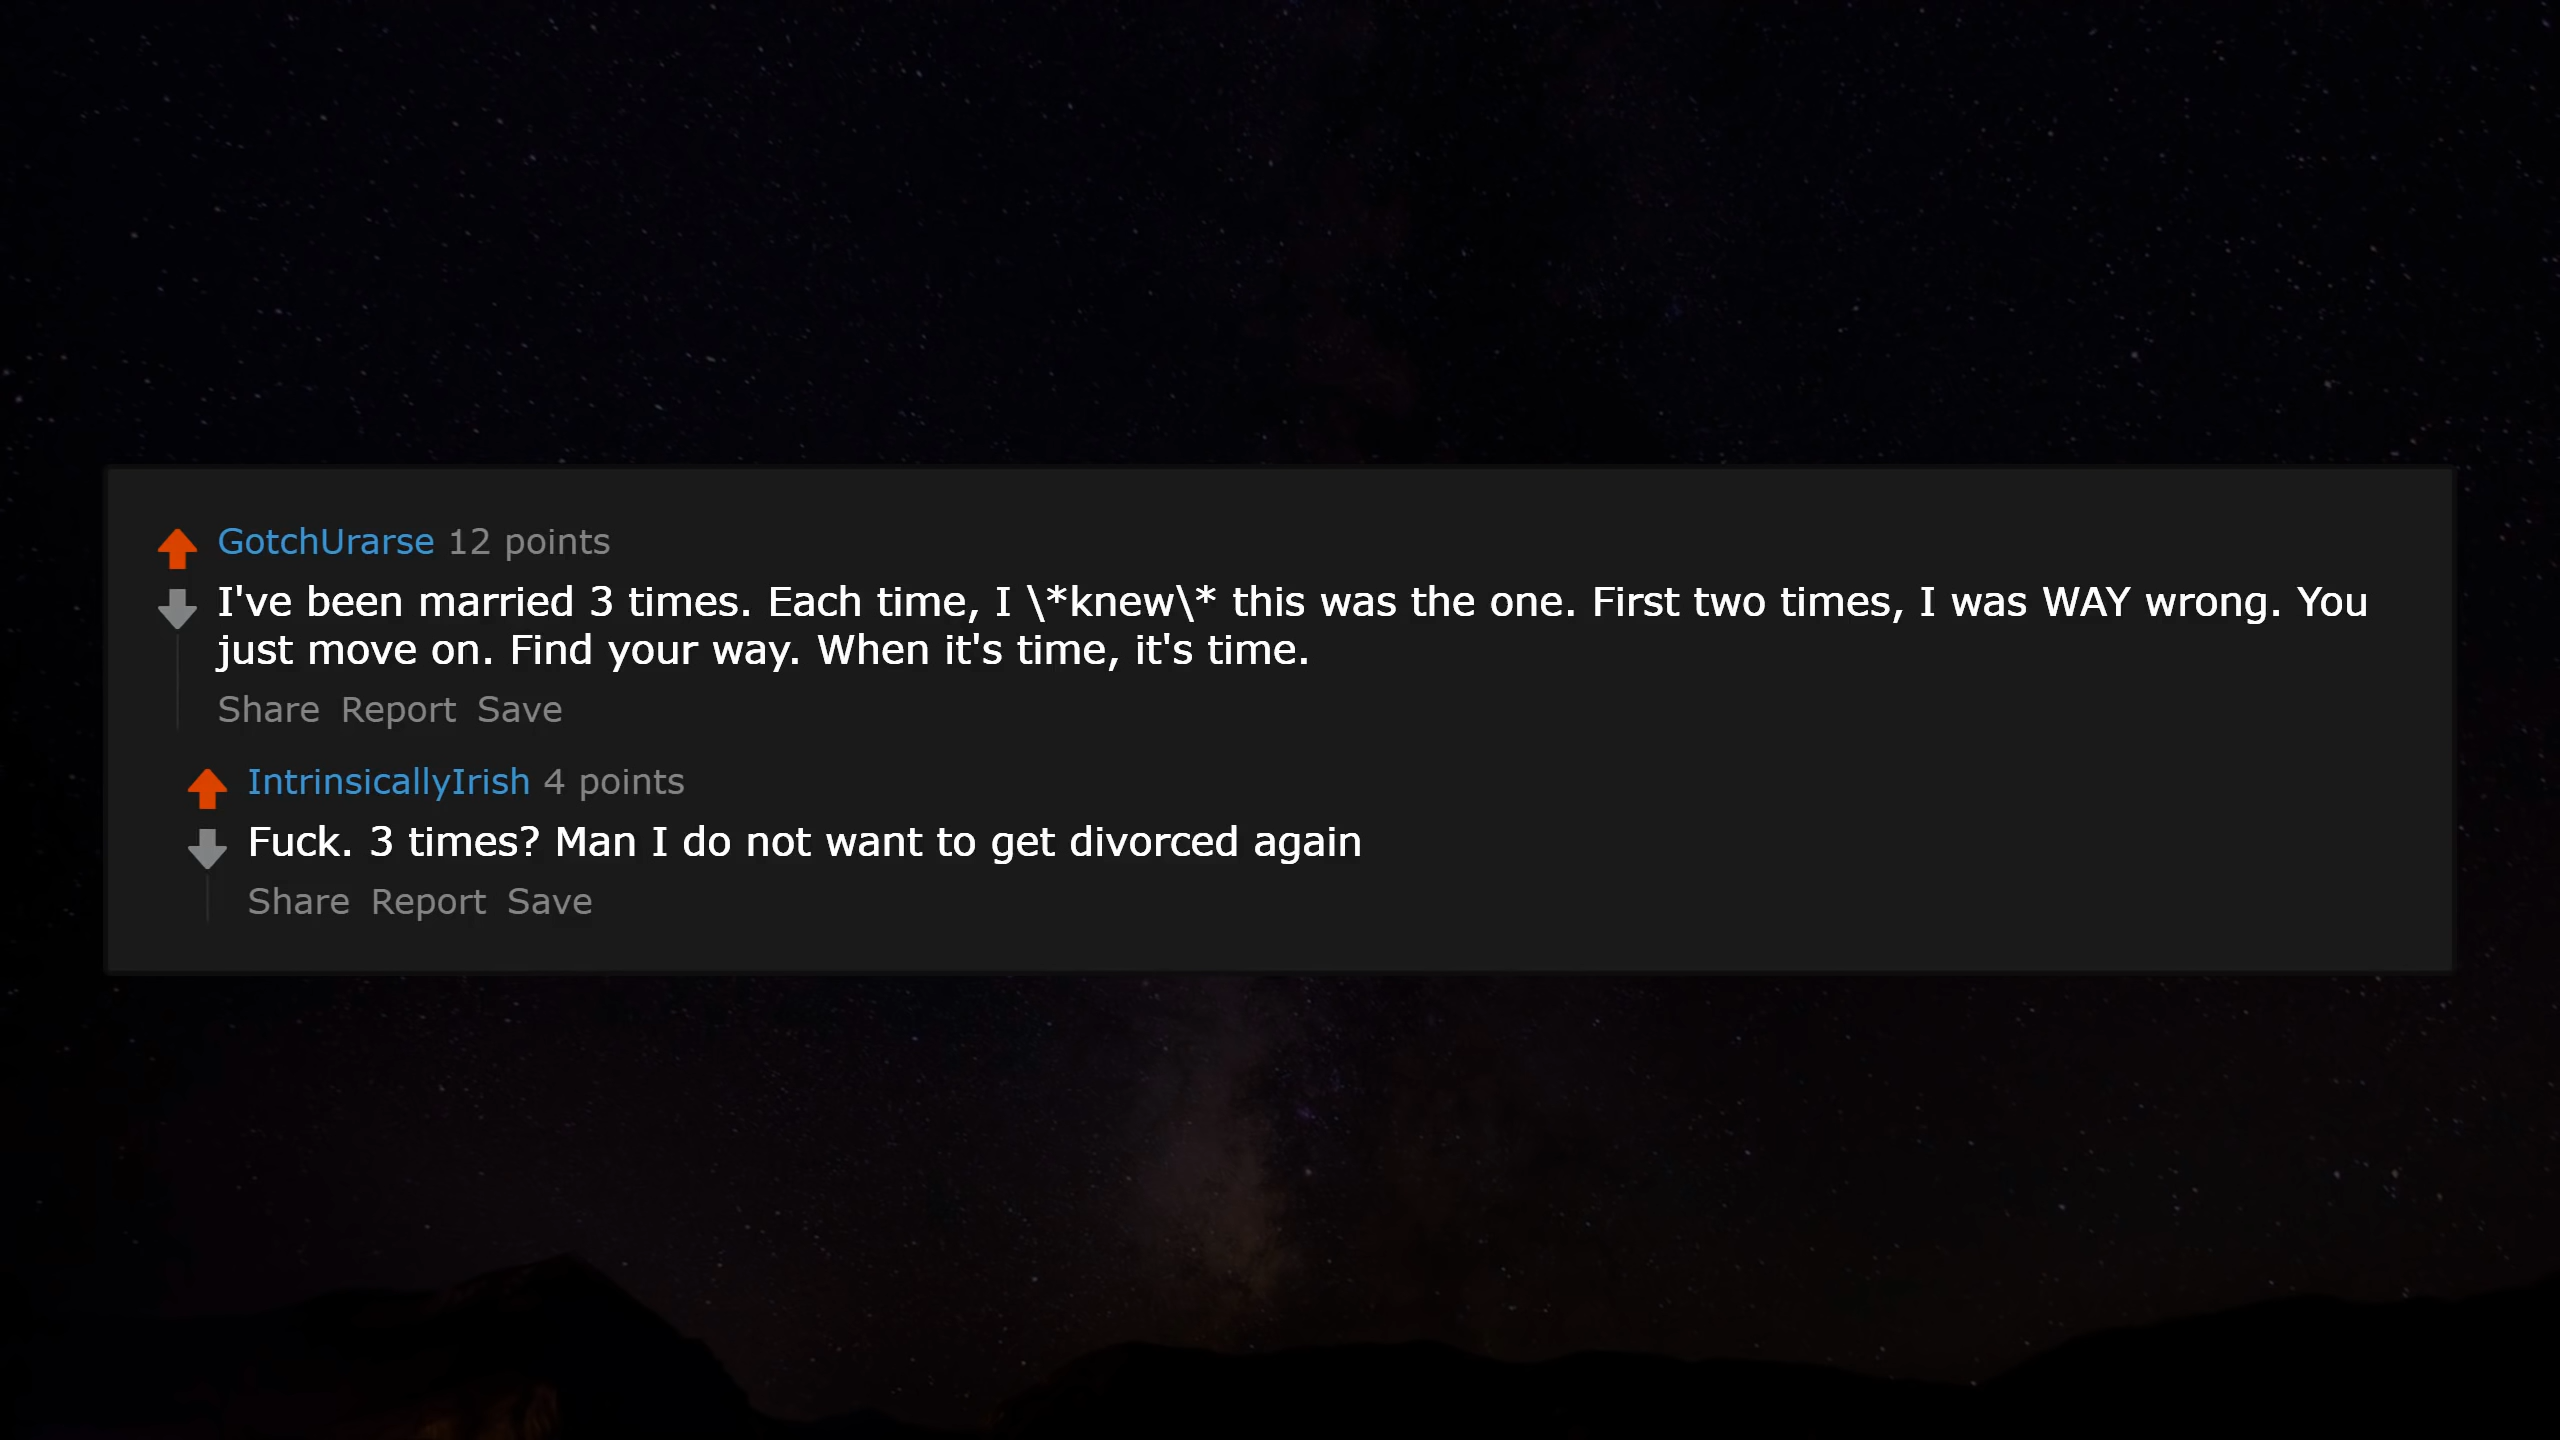 GotchUrarse 12 points
I've been married 3 times. Each time, I \*knew\* this was the one. First two times, I was WAY wrong. You
just move on. Find your way. When it's time, it's time.
Share Report Save
IntrinsicallyIrish 4 points
Fuck. 3 times? Man I do not want to get divorced again
Share Report Save